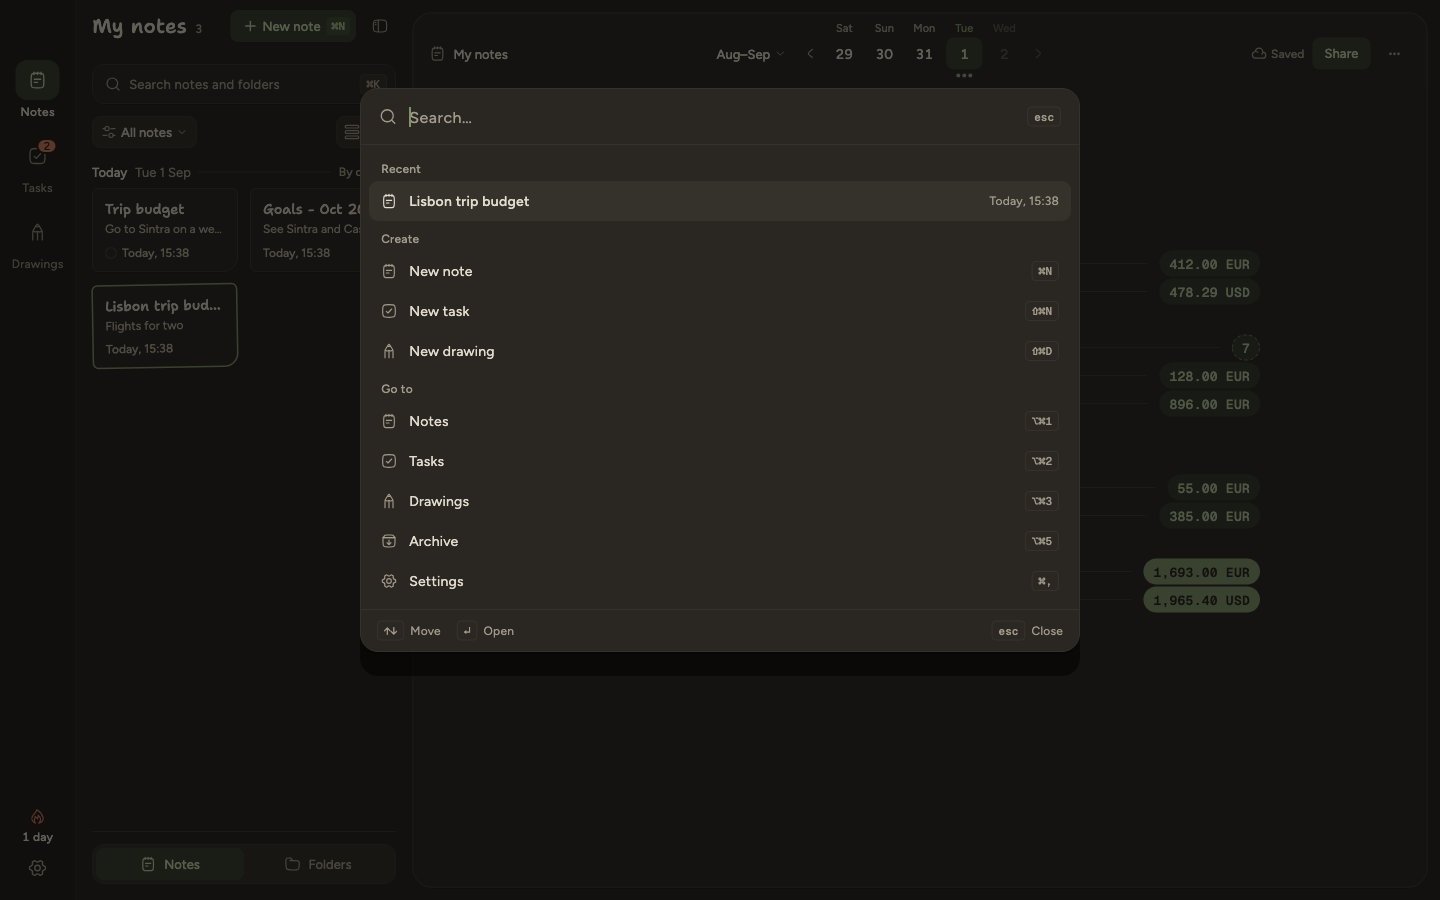 My notes 3
+ New note ⌘N
Search notes and folders ⌘K
All notes
Today Tue 1 Sep
Trip budget
Go to Sintra on a we...
Today, 15:38
Goals - Oct
See Sintra and
Today, 15:38
Lisbon trip bud...
Flights for two
Today, 15:38
Notes
2
Tasks
Drawings
1 day
Notes
Folders
My notes
Aug–Sep
Sat Sun Mon Tue Wed
29 30 31 1 2
Saved
Share
Search...
esc
Recent
Lisbon trip budget Today, 15:38
Create
New note ⌘N
New task ⇧⌘N
New drawing ⇧⌘D
Go to
Notes ⌥⌘1
Tasks ⌥⌘2
Drawings ⌥⌘3
Archive ⌥⌘5
Settings ⌘,
↑↓ Move ↵ Open esc Close
412.00 EUR
478.29 USD
7
128.00 EUR
896.00 EUR
55.00 EUR
385.00 EUR
1,693.00 EUR
1,965.40 USD